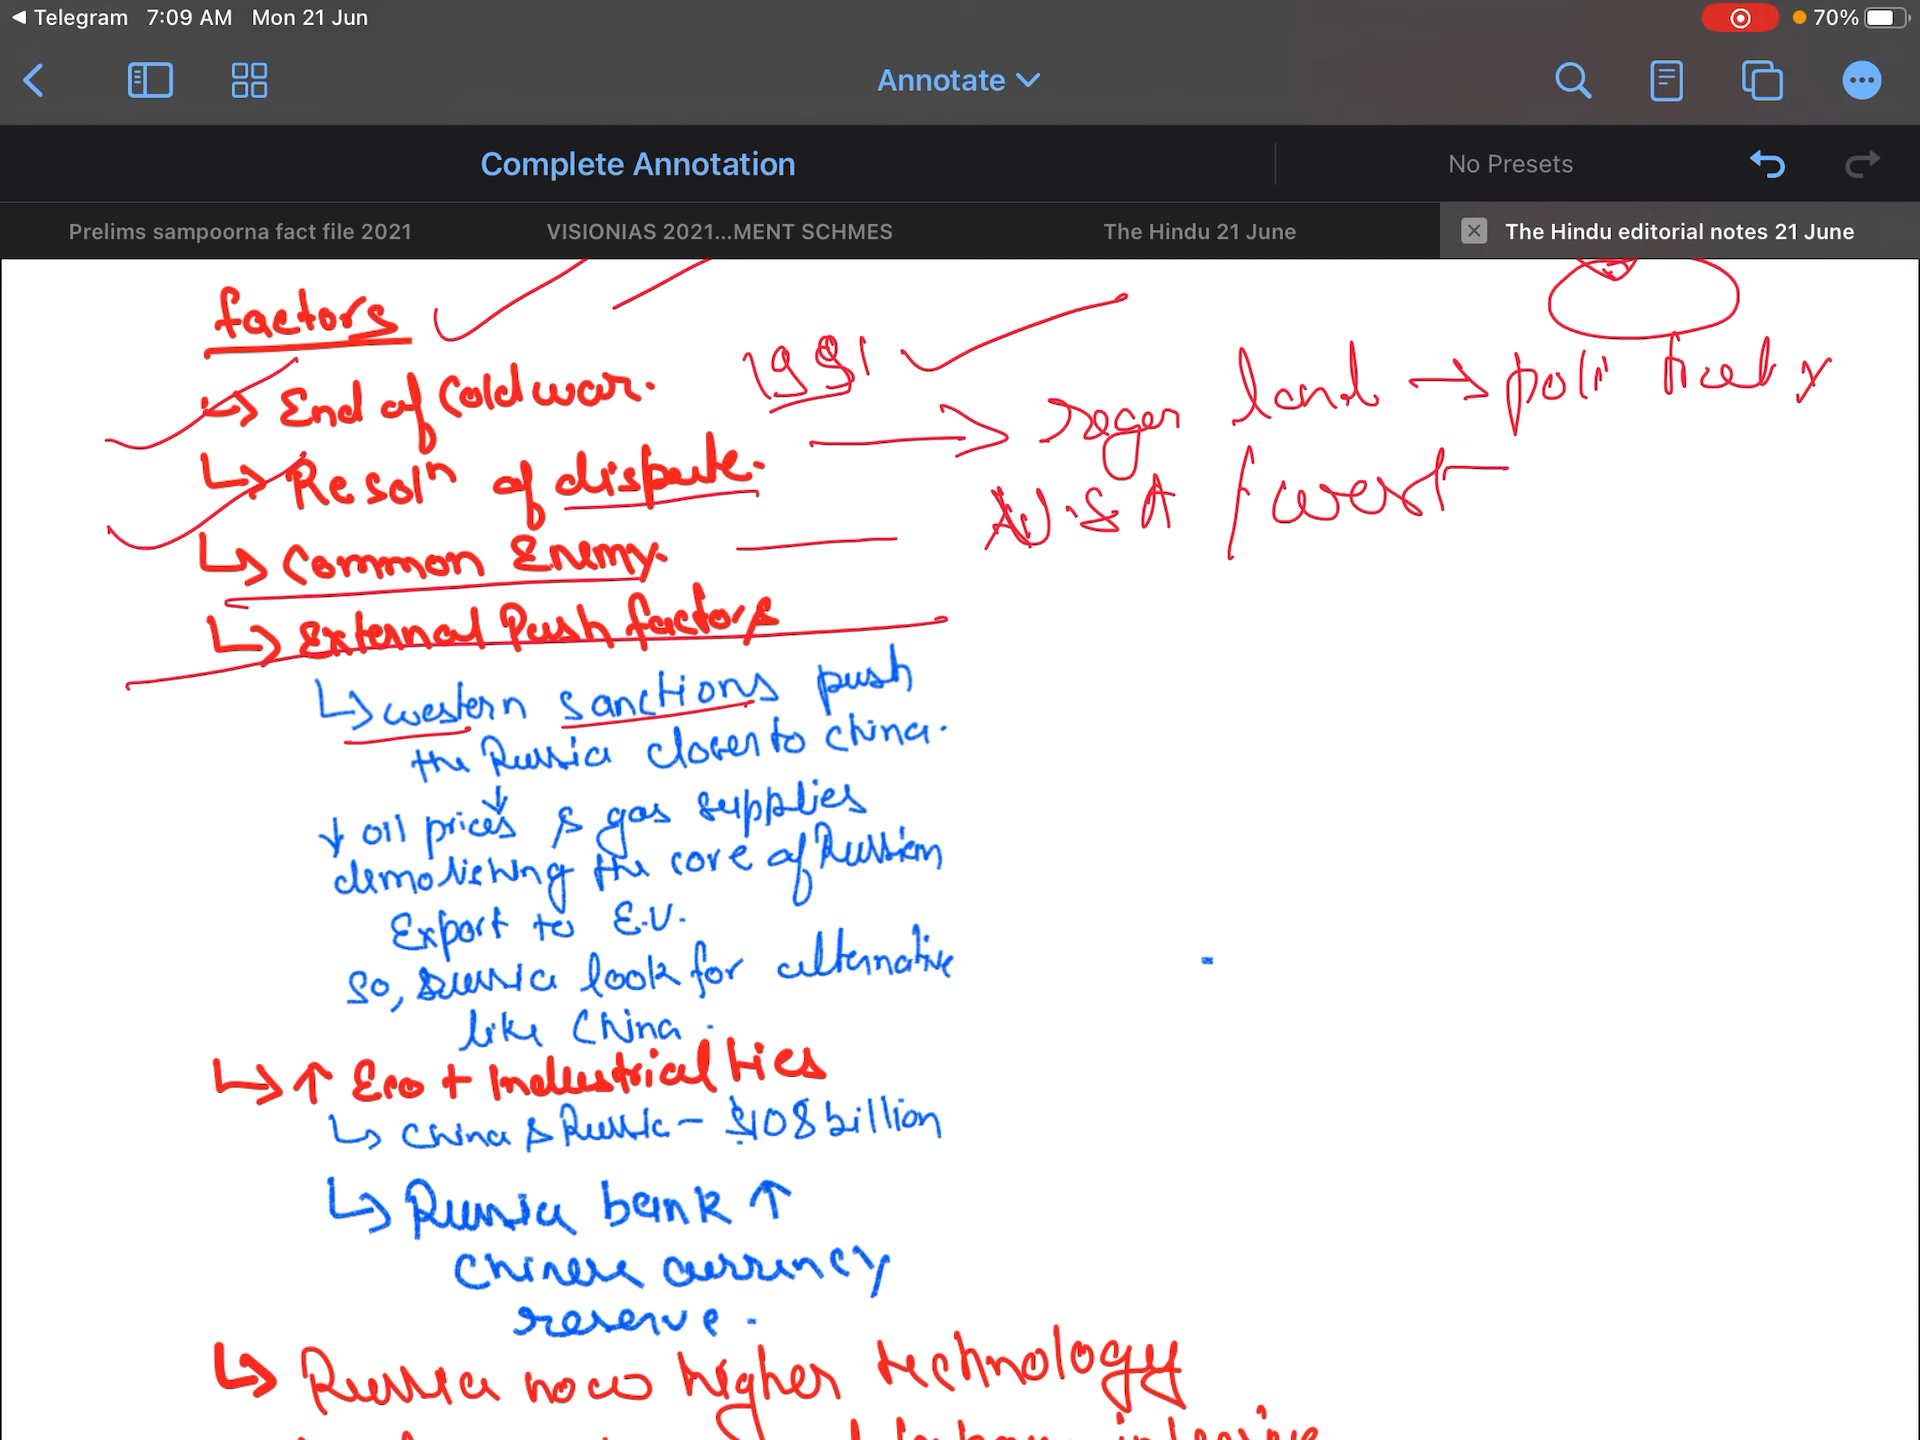 Telegram 7:09 AM Mon 21 Jun 70%
Annotate
Complete Annotation No Presets
Prelims sampoorna fact file 2021 VISIONIAS 2021...MENT SCHMES The Hindu 21 June The Hindu editorial notes 21 June
factors
End of Cold war. 1991
land → politically
Resolⁿ of dispute.
U.S.A / west
Common Enemy.
External Push factors
western sanctions push
the Russia closer to china.
↓ oil prices & gas supplies
demolishing the core of Russian
Export to E.U.
So, Russia look for alternative
like China.
↑ Eco + Industrial ties
China & Russia - $108 billion
Russia bank ↑
Chinese currency
reserve.
Russia now higher technology